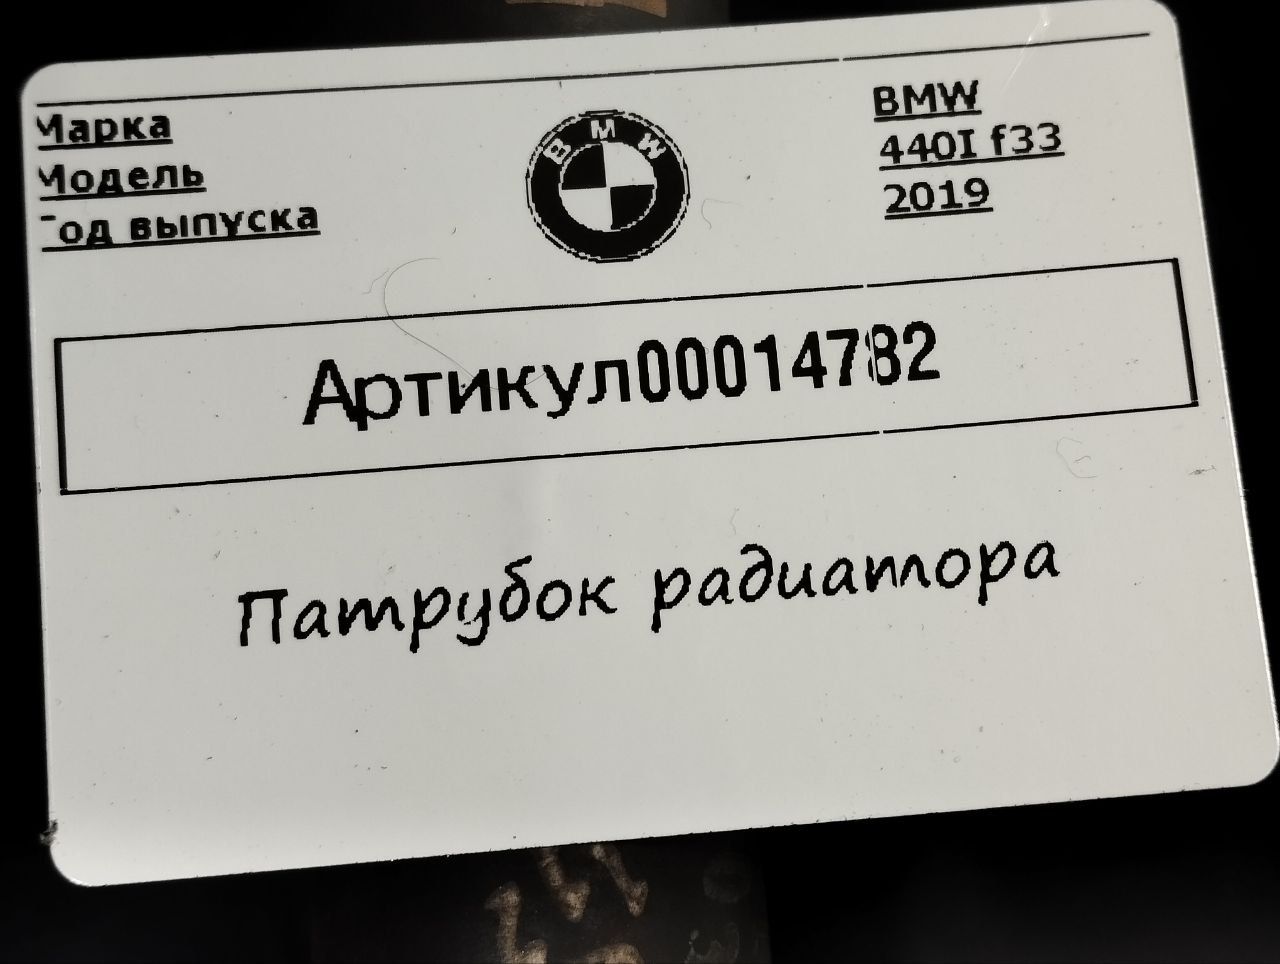 Марка
BMW
Модель
440I f33
Год выпуска
2019
BMW
Артикул00014782
Патрубок радиатора